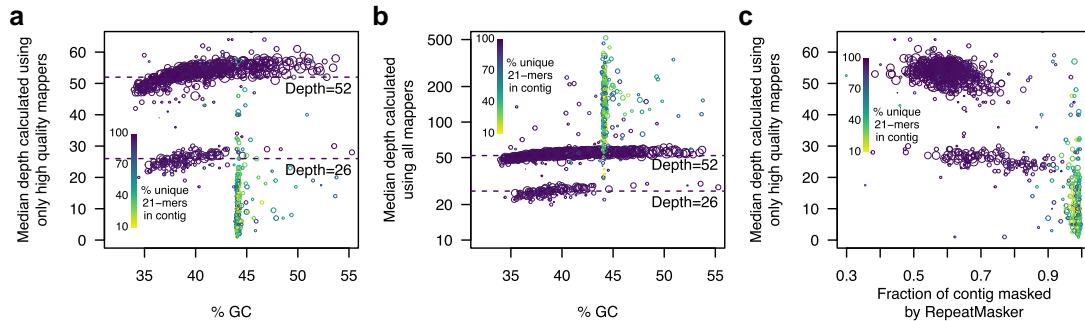 a
Median depth calculated using
only high quality mappers
60
50
40
30
20
10
0
Depth=52
Depth=26
100
70
40
10
% unique
21-mers
in contig
35
40
45
50
55
% GC
b
Median depth calculated
using all mappers
500
200
100
50
20
10
100
70
40
10
% unique
21-mers
in contig
Depth=52
Depth=26
35
40
45
50
55
% GC
c
Median depth calculated using
only high quality mappers
60
50
40
30
20
10
0
100
70
40
10
% unique
21-mers
in contig
0.3
0.5
0.7
0.9
Fraction of contig masked
by RepeatMasker